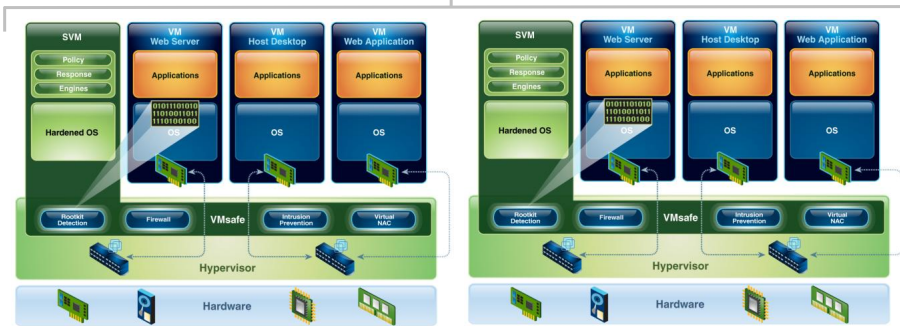 SVM
Policy
Response
Engines
Hardened OS
VM
Web Server
Applications
01011101010
11010011011
1110100100
OS
VM
Host Desktop
Applications
OS
VM
Web Application
Applications
OS
Rootkit
Detection
Firewall
VMsafe
Intrusion
Prevention
Virtual
NAC
Hypervisor
Hardware
SVM
Policy
Response
Engines
Hardened OS
VM
Web Server
Applications
01011101010
11010011011
1110100100
OS
VM
Host Desktop
Applications
OS
VM
Web Application
Applications
OS
Rootkit
Detection
Firewall
VMsafe
Intrusion
Prevention
Virtual
NAC
Hypervisor
Hardware